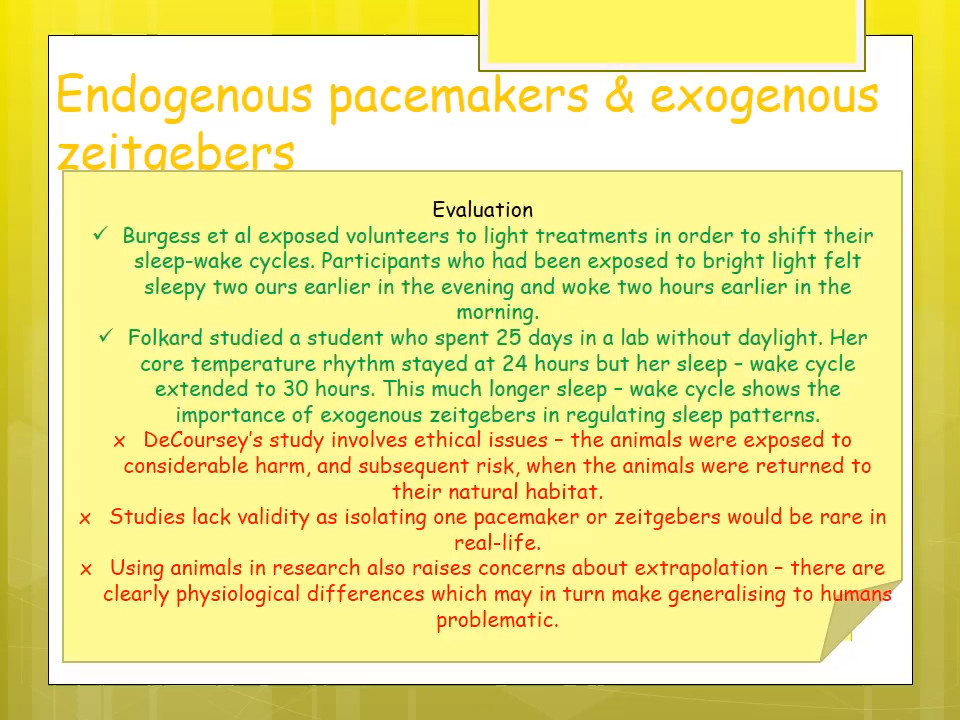 Endogenous pacemakers & exogenous
zeitgebers
Evaluation
✓ Burgess et al exposed volunteers to light treatments in order to shift their
sleep-wake cycles. Participants who had been exposed to bright light felt
sleepy two ours earlier in the evening and woke two hours earlier in the
morning.
✓ Folkard studied a student who spent 25 days in a lab without daylight. Her
core temperature rhythm stayed at 24 hours but her sleep – wake cycle
extended to 30 hours. This much longer sleep – wake cycle shows the
importance of exogenous zeitgebers in regulating sleep patterns.
x DeCoursey's study involves ethical issues – the animals were exposed to
considerable harm, and subsequent risk, when the animals were returned to
their natural habitat.
x Studies lack validity as isolating one pacemaker or zeitgebers would be rare in
real-life.
x Using animals in research also raises concerns about extrapolation – there are
clearly physiological differences which may in turn make generalising to humans
problematic.